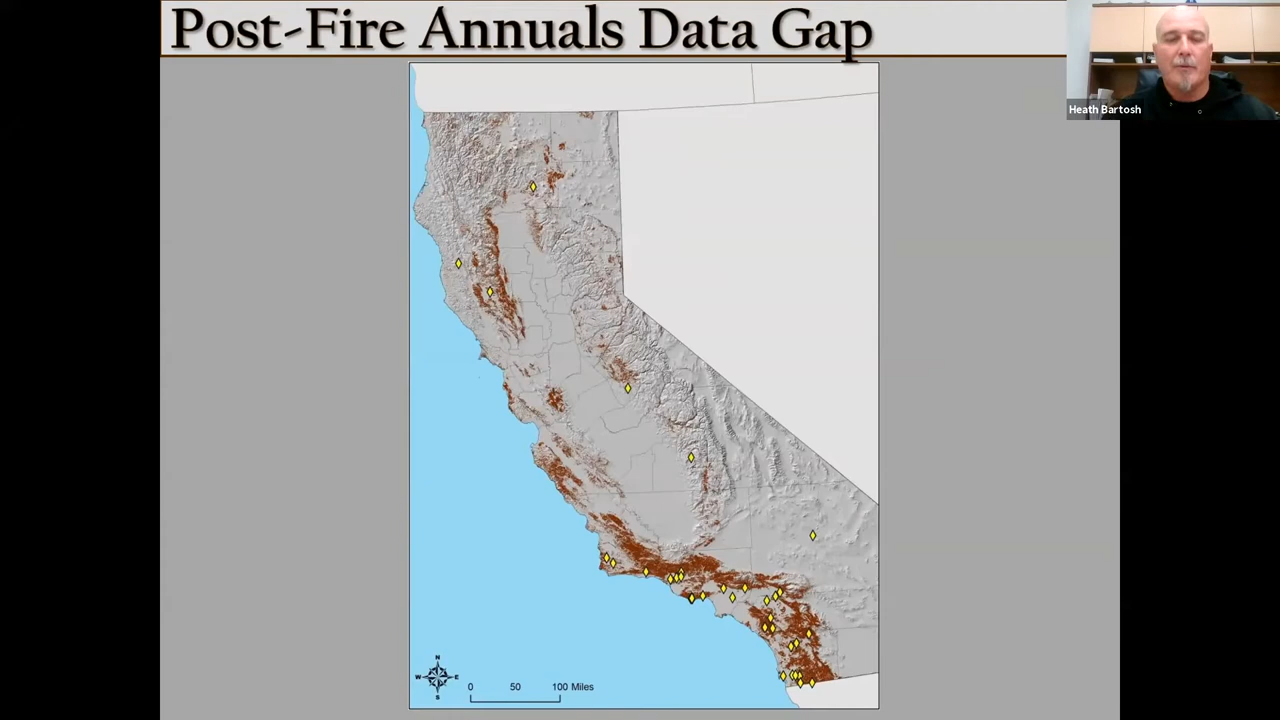 Post-Fire Annuals Data Gap
Heath Bartosh
N
W E
S
0 50 100 Miles